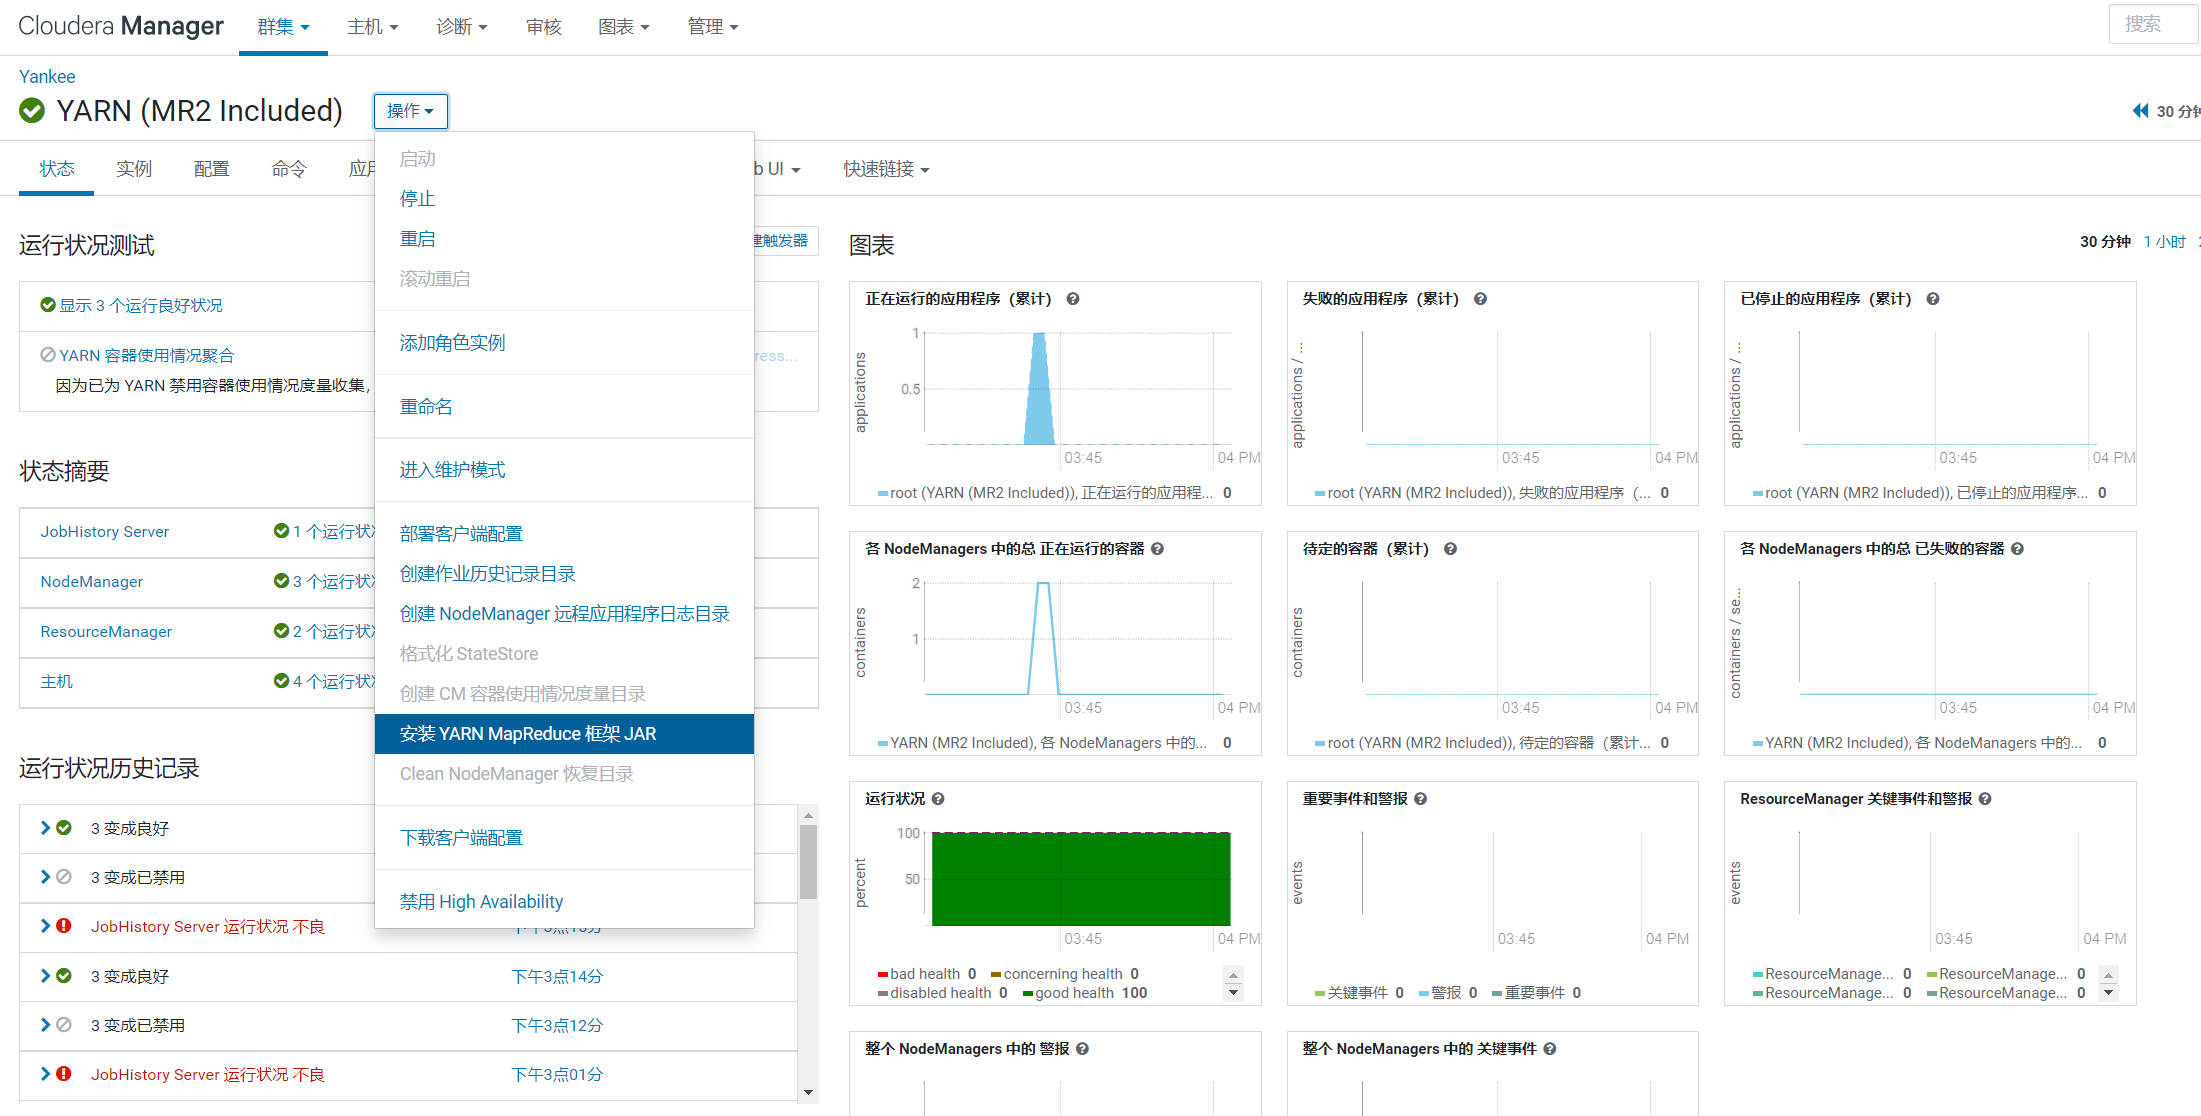 Cloudera Manager 群集 主机 诊断 审核 图表 管理 搜索
Yankee
YARN (MR2 Included) 操作 30 分钟
状态 实例 配置 命令 快速链接
启动
停止
重启
滚动重启
添加角色实例
重命名
进入维护模式
部署客户端配置
创建作业历史记录目录
创建 NodeManager 远程应用程序日志目录
格式化 StateStore
创建 CM 容器使用情况度量目录
安装 YARN MapReduce 框架 JAR
Clean NodeManager 恢复目录
下载客户端配置
禁用 High Availability
运行状况测试
建触发器
显示 3 个运行良好状况
YARN 容器使用情况聚合
ress...
因为已为 YARN 禁用容器使用情况度量收集，
状态摘要
JobHistory Server 1 个运行状
NodeManager 3 个运行状
ResourceManager 2 个运行状
主机 4 个运行状
运行状况历史记录
3 变成良好
3 变成已禁用
JobHistory Server 运行状况 不良
3 变成良好 下午3点14分
3 变成已禁用 下午3点12分
JobHistory Server 运行状况 不良 下午3点01分
图表
30 分钟 1 小时
正在运行的应用程序（累计）
1
0.5
applications
03:45 04 PM
root (YARN (MR2 Included)), 正在运行的应用程... 0
失败的应用程序（累计）
applications / ...
03:45 04 PM
root (YARN (MR2 Included)), 失败的应用程序（... 0
已停止的应用程序（累计）
applications / ...
03:45 04 PM
root (YARN (MR2 Included)), 已停止的应用程序... 0
各 NodeManagers 中的总 正在运行的容器
2
1
containers
03:45 04 PM
YARN (MR2 Included), 各 NodeManagers 中的... 0
待定的容器（累计）
containers
03:45 04 PM
root (YARN (MR2 Included)), 待定的容器（累计... 0
各 NodeManagers 中的总 已失败的容器
containers / se...
03:45 04 PM
YARN (MR2 Included), 各 NodeManagers 中的... 0
运行状况
100
50
percent
03:45 04 PM
bad health 0 concerning health 0
disabled health 0 good health 100
重要事件和警报
events
03:45 04 PM
关键事件 0 警报 0 重要事件 0
ResourceManager 关键事件和警报
events
03:45 04 PM
ResourceManage... 0 ResourceManage... 0
ResourceManage... 0 ResourceManage... 0
整个 NodeManagers 中的 警报
整个 NodeManagers 中的 关键事件